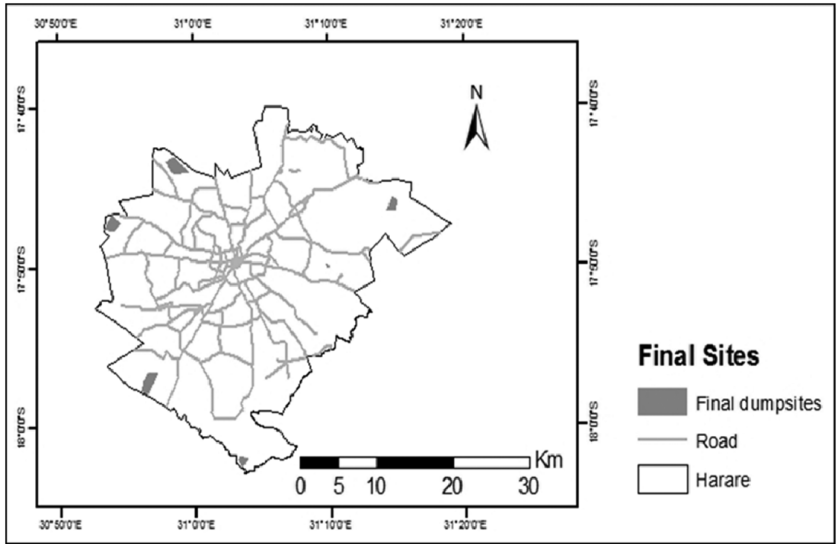 30°50'0"E 31°0'0"E 31°10'0"E 31°20'0"E
17°40'0"S 17°40'0"S
N
17°50'0"S 17°50'0"S
18°0'0"S 18°0'0"S
Final Sites
Final dumpsites
Road
Harare
Km
0 5 10 20 30
30°50'0"E 31°0'0"E 31°10'0"E 31°20'0"E